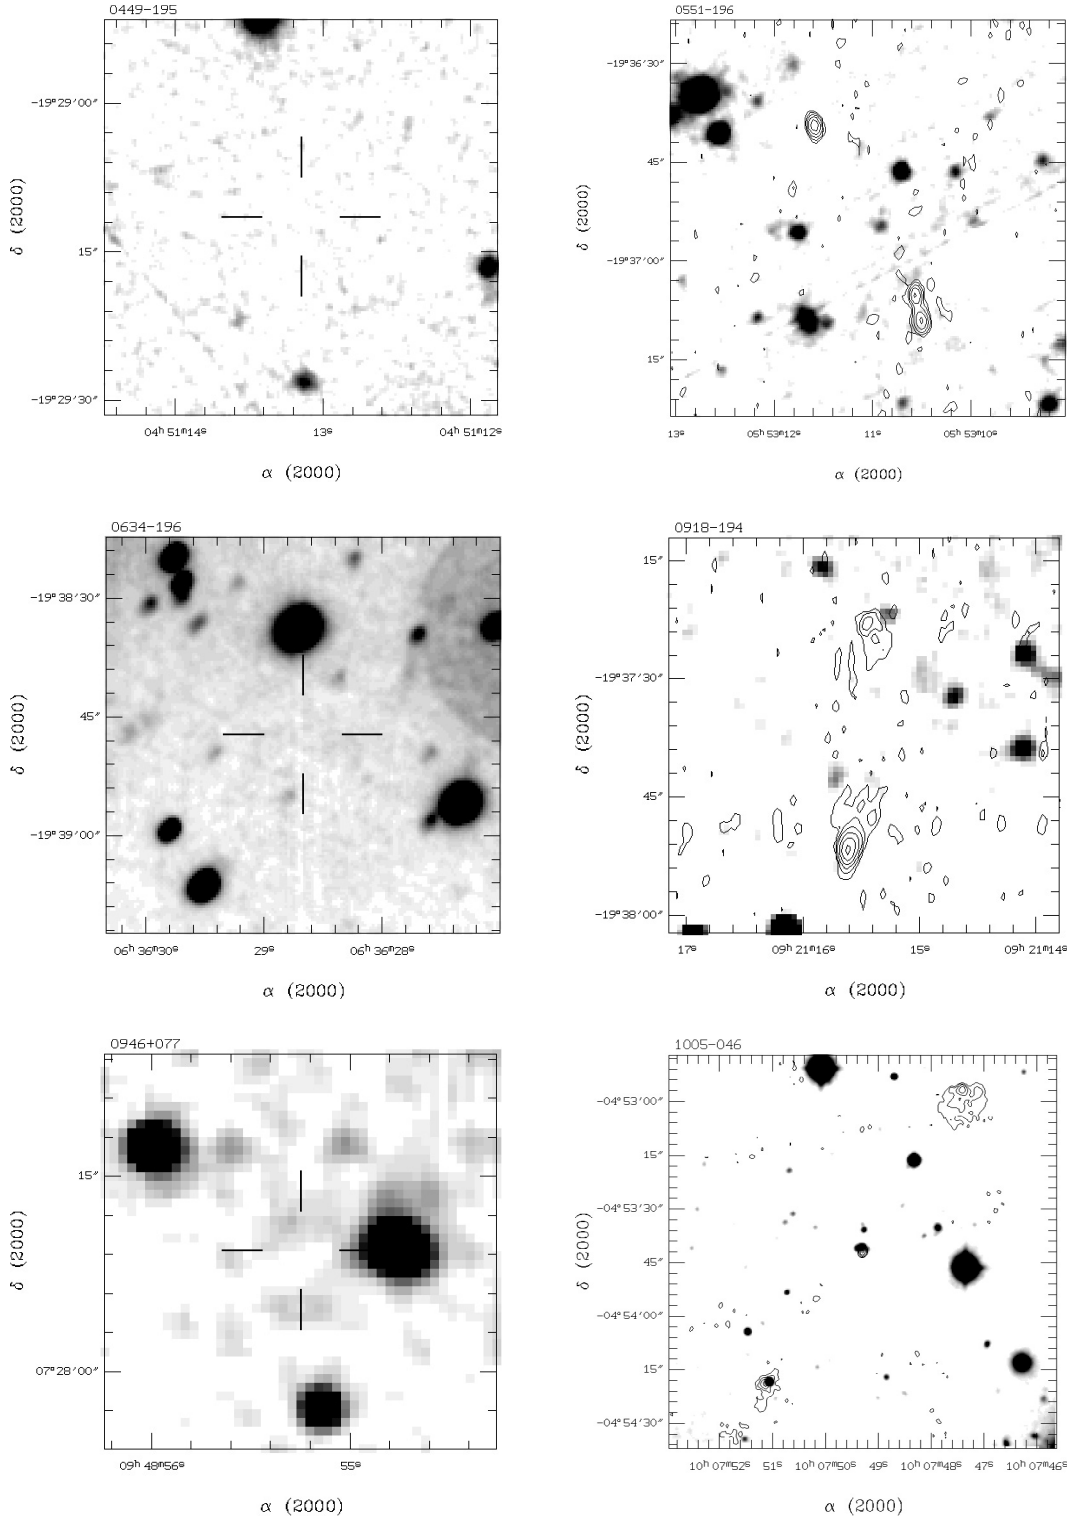 0449-195
δ (2000)
-19°29'00"
15"
-19°29'30"
04ʰ 51ᵐ14ˢ 13ˢ 04ʰ 51ᵐ12ˢ
α (2000)
0551-196
δ (2000)
-19°36'30"
45"
-19°37'00"
15"
13ˢ 05ʰ53ᵐ12ˢ 11ˢ 05ʰ53ᵐ10ˢ
α (2000)
0634-196
δ (2000)
-19°38'30"
45"
-19°39'00"
06ʰ 36ᵐ30ˢ 29ˢ 06ʰ 36ᵐ28ˢ
α (2000)
0918-194
δ (2000)
15"
-19°37'30"
45"
-19°38'00"
17ˢ 09ʰ 21ᵐ16ˢ 15ˢ 09ʰ 21ᵐ14ˢ
α (2000)
0946+077
δ (2000)
15"
07°28'00"
09ʰ 48ᵐ56ˢ 55ˢ
α (2000)
1005-046
δ (2000)
-04°53'00"
15"
-04°53'30"
45"
-04°54'00"
15"
-04°54'30"
10ʰ 07ᵐ52ˢ 51ˢ 10ʰ 07ᵐ50ˢ 49ˢ 10ʰ 07ᵐ48ˢ 47ˢ 10ʰ 07ᵐ46ˢ
α (2000)